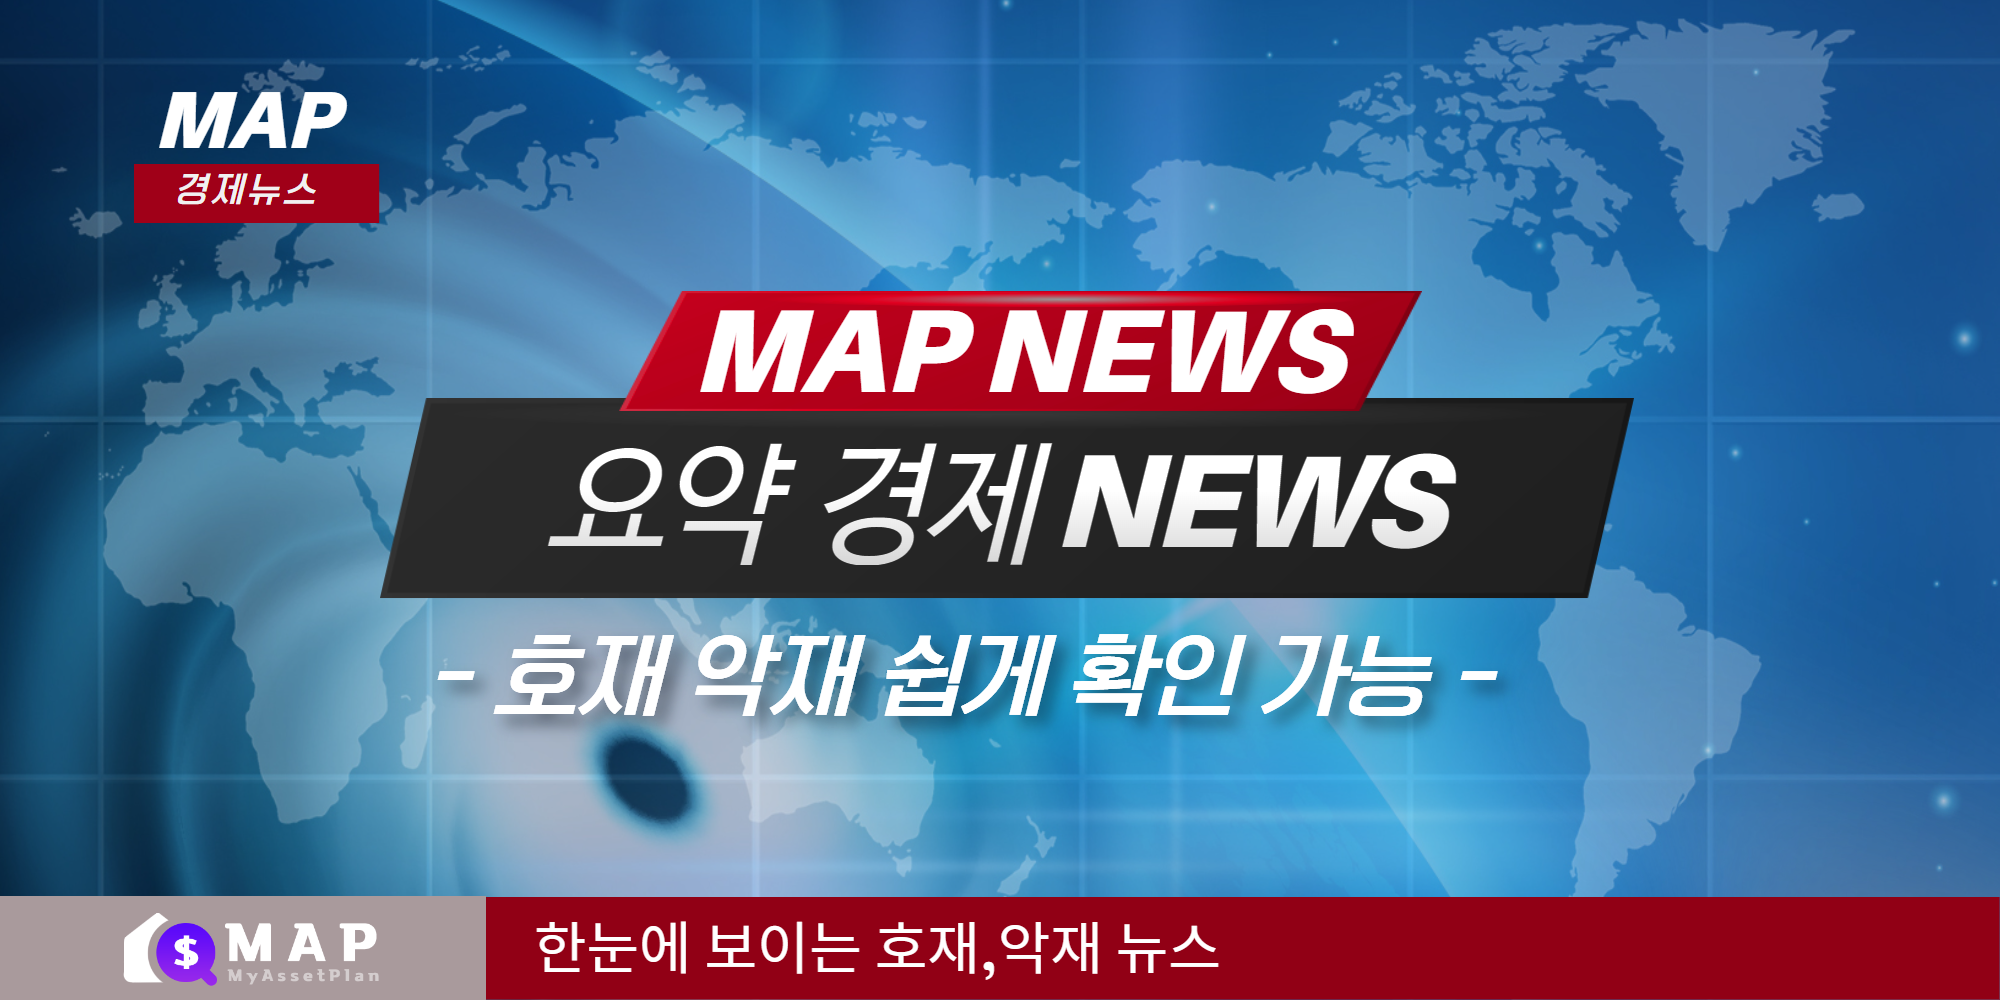 MAP
경제뉴스
MAP NEWS
요약 경제 NEWS
- 호재 악재 쉽게 확인 가능 -
$ MAP
MyAssetPlan
한눈에 보이는 호재,악재 뉴스